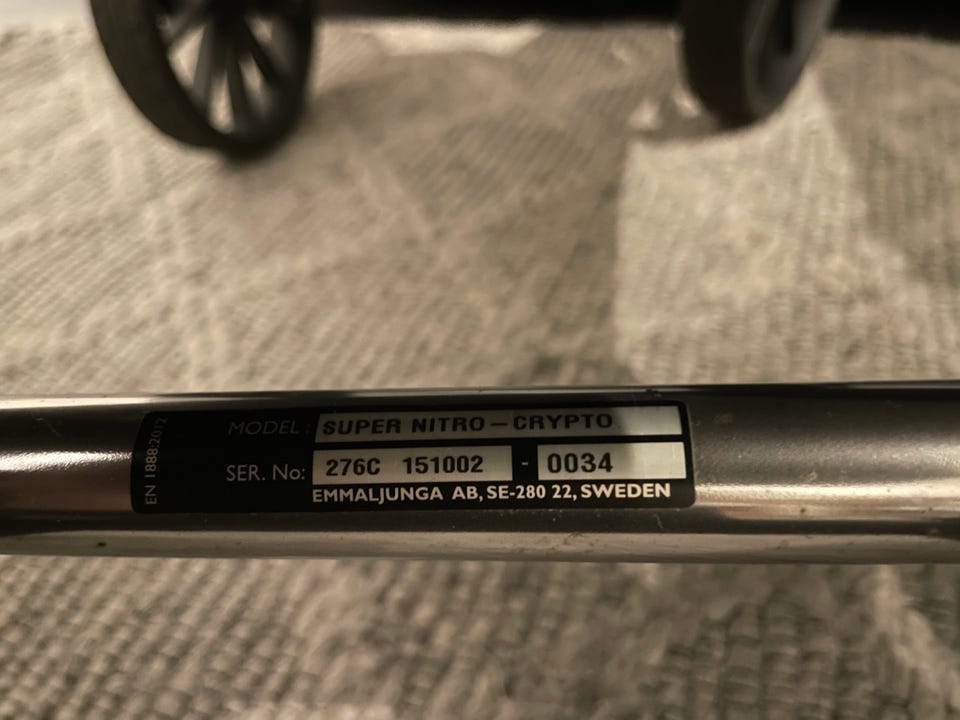 MODEL: SUPER NITRO-CRYPTO
SER. No: 276C 151002 - 0034
EMMALJUNGA AB, SE-280 22, SWEDEN
EN 1888:2012